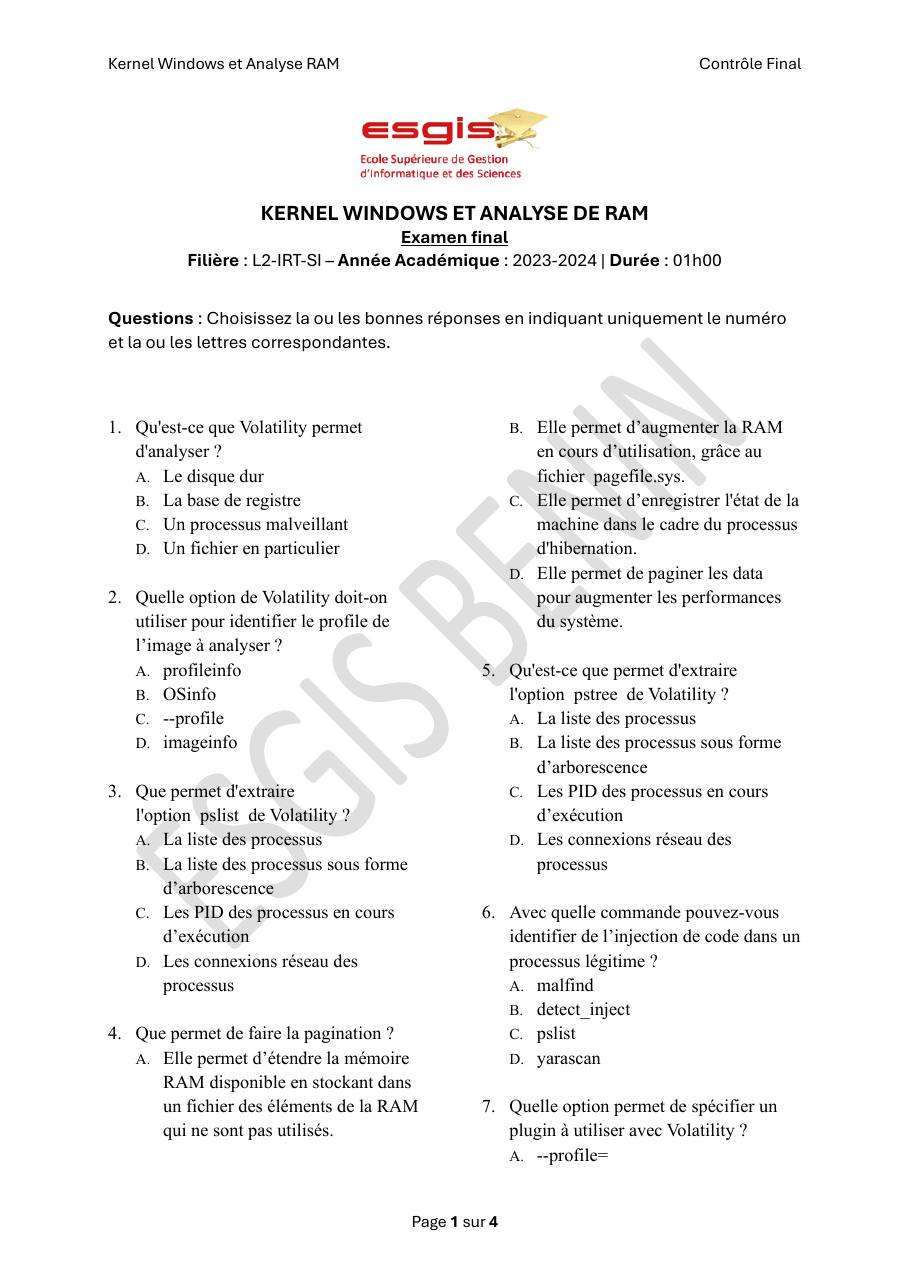 Kernel Windows et Analyse RAM Contrôle Final
esgis
Ecole Supérieure de Gestion
d'Informatique et des Sciences
KERNEL WINDOWS ET ANALYSE DE RAM
Examen final
Filière : L2-IRT-SI – Année Académique : 2023-2024 | Durée : 01h00
Questions : Choisissez la ou les bonnes réponses en indiquant uniquement le numéro
et la ou les lettres correspondantes.
1. Qu'est-ce que Volatility permet
d'analyser ?
A. Le disque dur
B. La base de registre
C. Un processus malveillant
D. Un fichier en particulier
2. Quelle option de Volatility doit-on
utiliser pour identifier le profile de
l’image à analyser ?
A. profileinfo
B. OSinfo
C. --profile
D. imageinfo
3. Que permet d'extraire
l'option pslist de Volatility ?
A. La liste des processus
B. La liste des processus sous forme
d’arborescence
C. Les PID des processus en cours
d’exécution
D. Les connexions réseau des
processus
4. Que permet de faire la pagination ?
A. Elle permet d’étendre la mémoire
RAM disponible en stockant dans
un fichier des éléments de la RAM
qui ne sont pas utilisés.
B. Elle permet d’augmenter la RAM
en cours d’utilisation, grâce au
fichier pagefile.sys.
C. Elle permet d’enregistrer l'état de la
machine dans le cadre du processus
d'hibernation.
D. Elle permet de paginer les data
pour augmenter les performances
du système.
5. Qu'est-ce que permet d'extraire
l'option pstree de Volatility ?
A. La liste des processus
B. La liste des processus sous forme
d’arborescence
C. Les PID des processus en cours
d’exécution
D. Les connexions réseau des
processus
6. Avec quelle commande pouvez-vous
identifier de l’injection de code dans un
processus légitime ?
A. malfind
B. detect_inject
C. pslist
D. yarascan
7. Quelle option permet de spécifier un
plugin à utiliser avec Volatility ?
A. --profile=
ESGIS BENIN
Page 1 sur 4